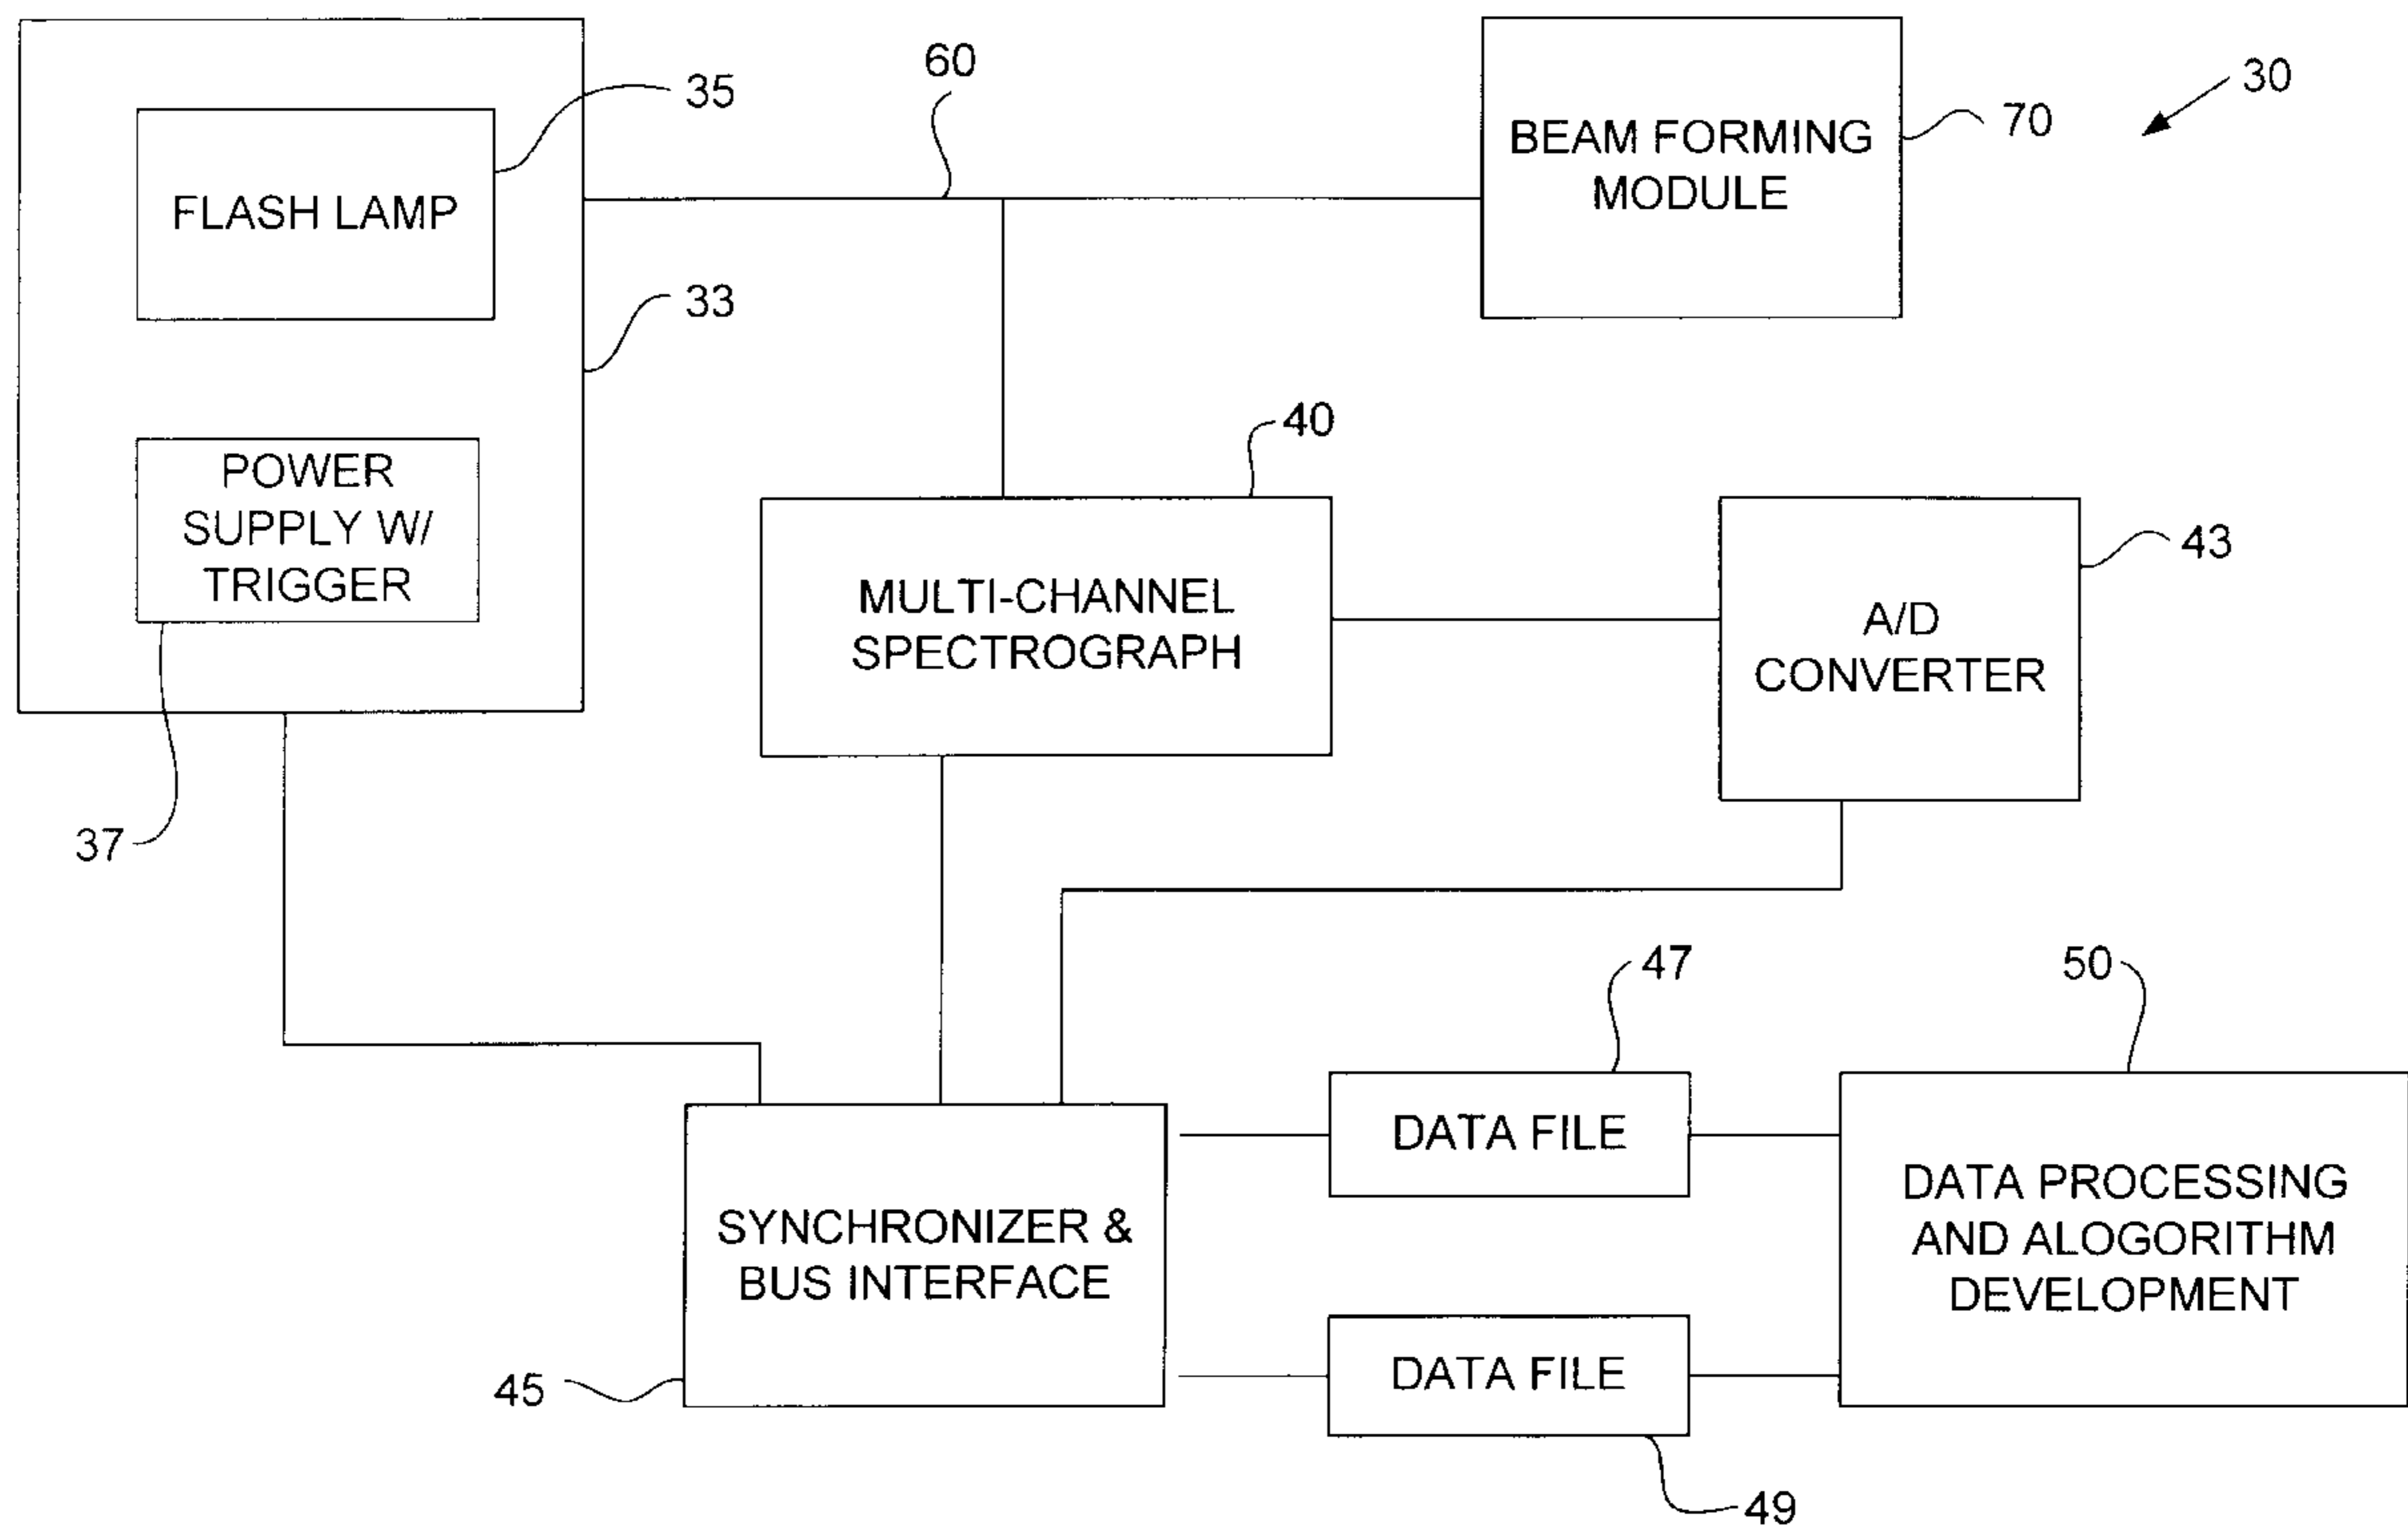 35
FLASH LAMP
33
POWER
SUPPLY W/
TRIGGER
37
60
BEAM FORMING
MODULE
70
30
40
MULTI-CHANNEL
SPECTROGRAPH
43
A/D
CONVERTER
45
SYNCHRONIZER &
BUS INTERFACE
47
DATA FILE
49
DATA FILE
50
DATA PROCESSING
AND ALOGORITHM
DEVELOPMENT